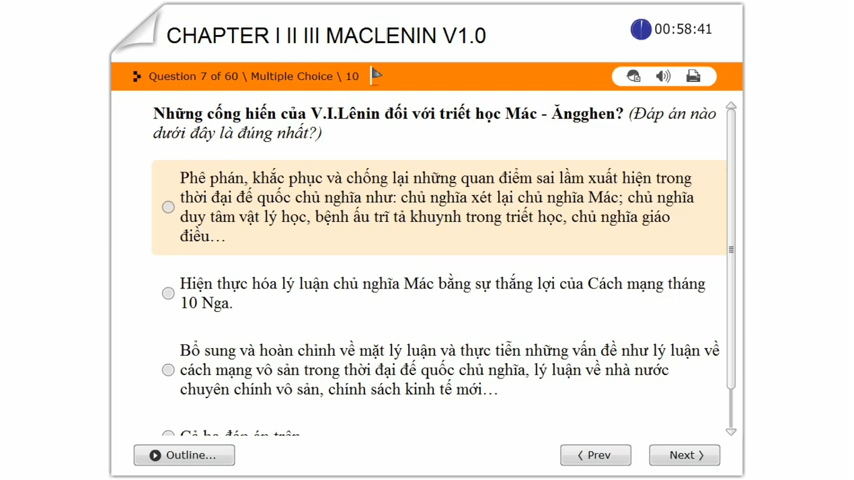 CHAPTER I II III MACLENIN V1.0
00:58:41
Question 7 of 60 \ Multiple Choice \ 10
Những cống hiến của V.I.Lênin đối với triết học Mác - Ăngghen? (Đáp án nào
dưới đây là đúng nhất?)
Phê phán, khắc phục và chống lại những quan điểm sai lầm xuất hiện trong
thời đại đế quốc chủ nghĩa như: chủ nghĩa xét lại chủ nghĩa Mác; chủ nghĩa
duy tâm vật lý học, bệnh ấu trĩ tả khuynh trong triết học, chủ nghĩa giáo
điều…
Hiện thực hóa lý luận chủ nghĩa Mác bằng sự thắng lợi của Cách mạng tháng
10 Nga.
Bổ sung và hoàn chỉnh về mặt lý luận và thực tiễn những vấn đề như lý luận về
cách mạng vô sản trong thời đại đế quốc chủ nghĩa, lý luận về nhà nước
chuyên chính vô sản, chính sách kinh tế mới…
Cả ba đáp án trên
Outline...
Prev
Next